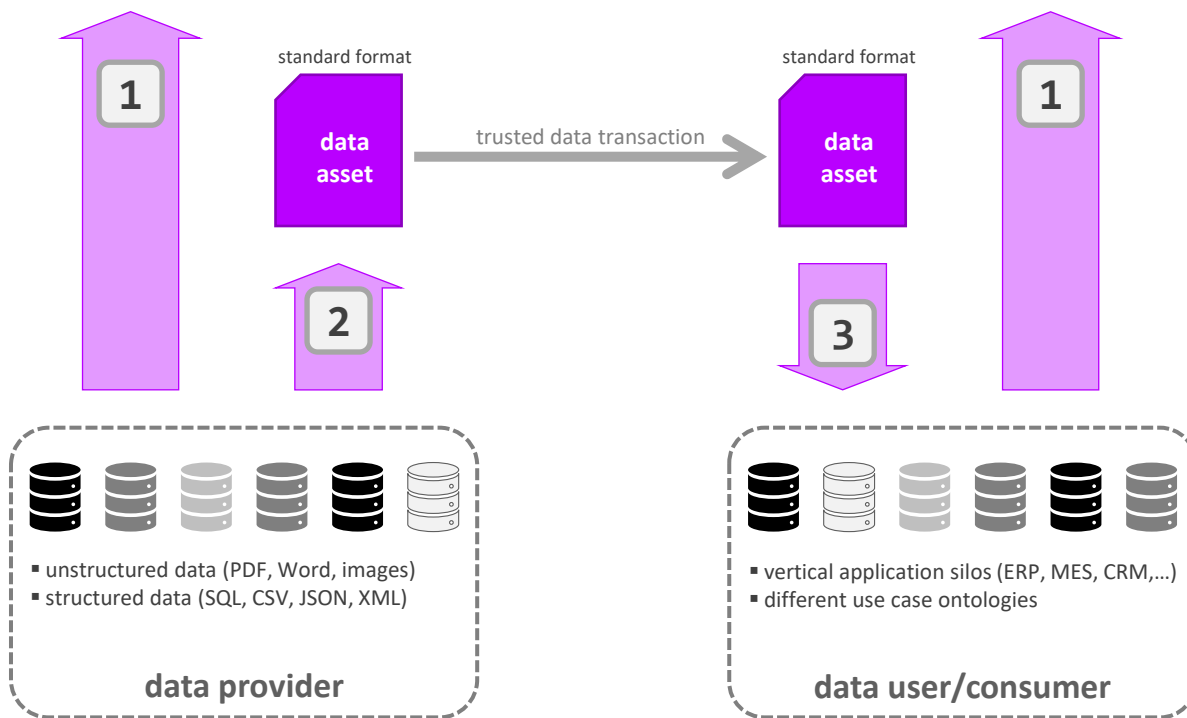 1
standard format
data
asset
trusted data transaction
standard format
data
asset
1
2
3
▪ unstructured data (PDF, Word, images)
▪ structured data (SQL, CSV, JSON, XML)
data provider
▪ vertical application silos (ERP, MES, CRM,...)
▪ different use case ontologies
data user/consumer